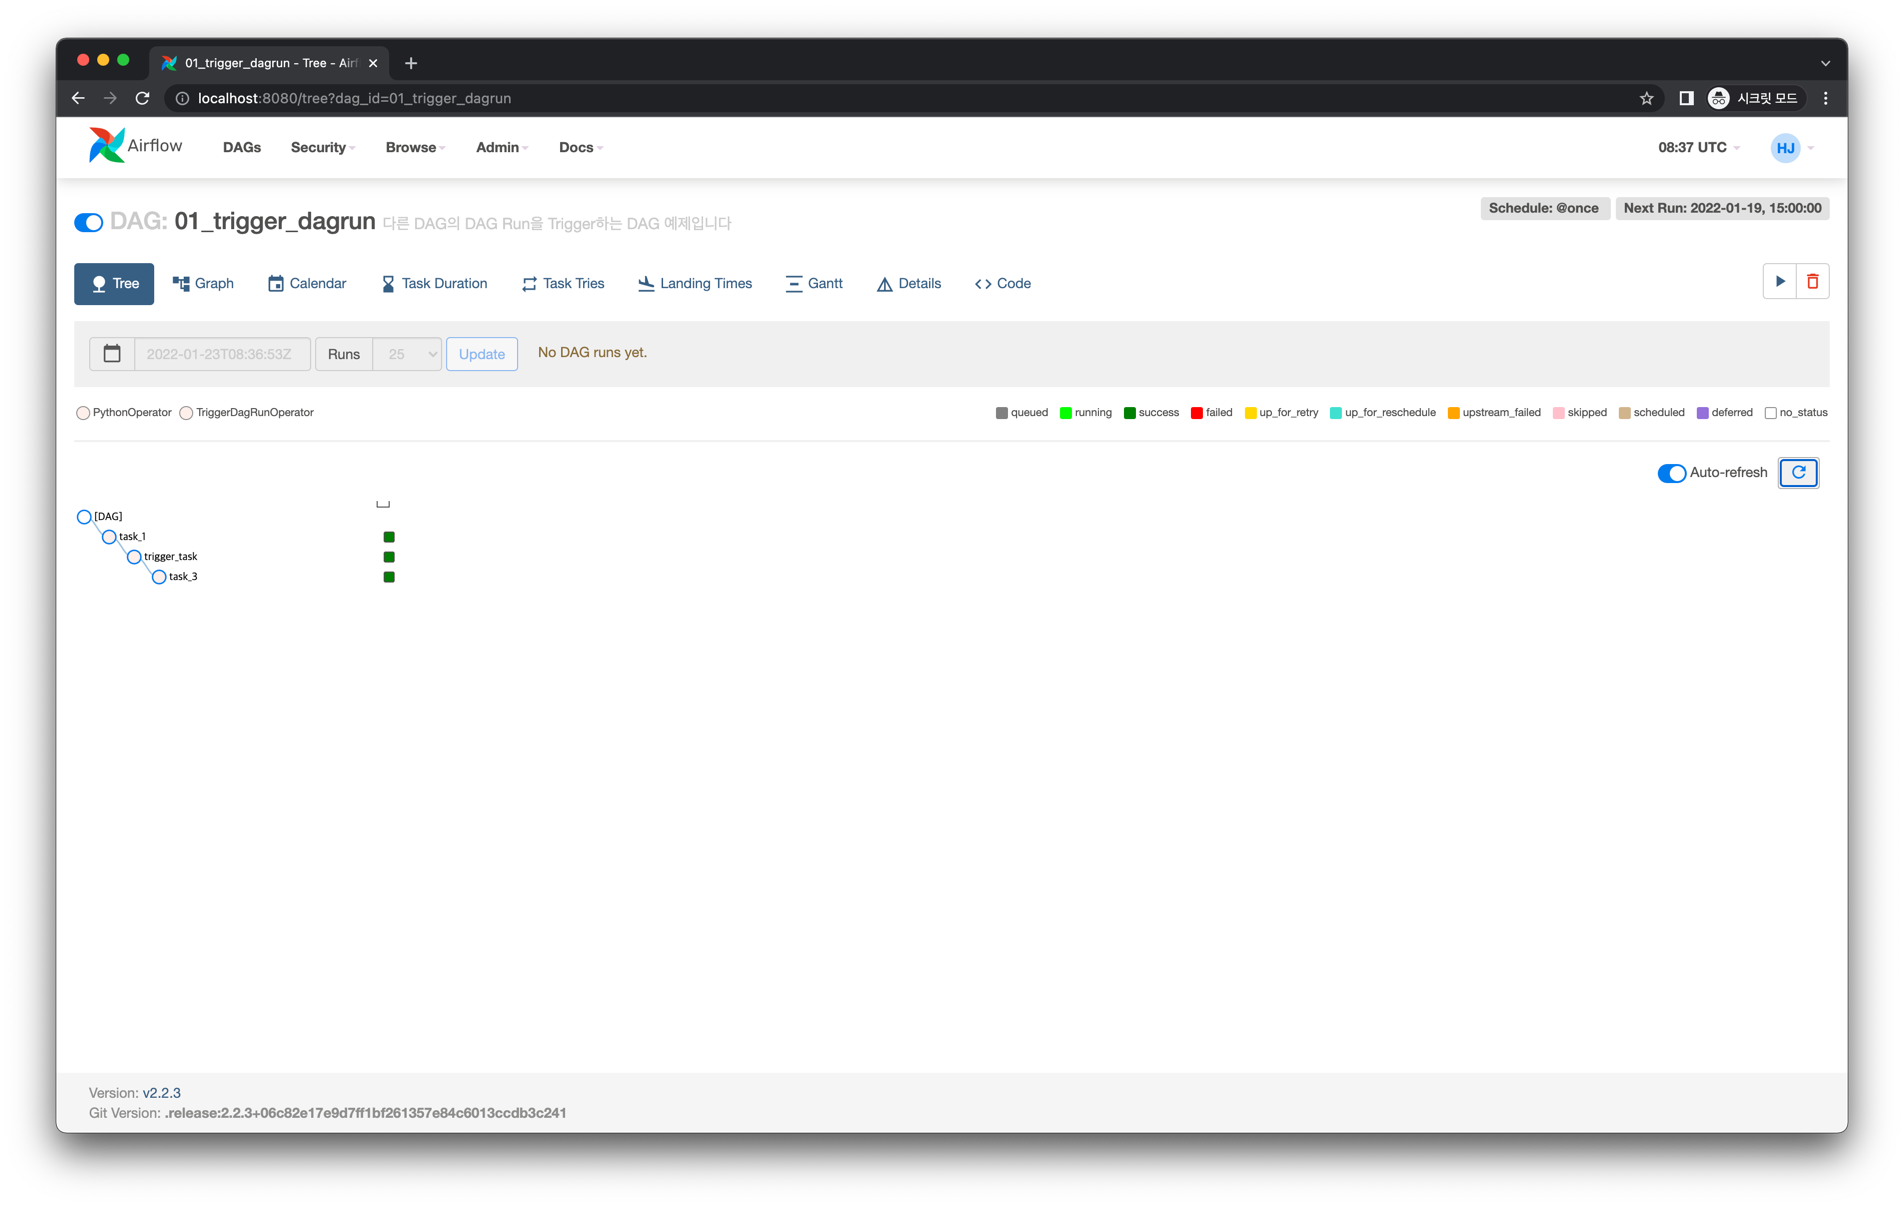 01_trigger_dagrun - Tree - Airf
localhost:8080/tree?dag_id=01_trigger_dagrun
시크릿 모드
Airflow
DAGs
Security
Browse
Admin
Docs
08:37 UTC
HJ
DAG: 01_trigger_dagrun 다른 DAG의 DAG Run을 Trigger하는 DAG 예제입니다
Schedule: @once
Next Run: 2022-01-19, 15:00:00
Tree
Graph
Calendar
Task Duration
Task Tries
Landing Times
Gantt
Details
Code
2022-01-23T08:36:53Z
Runs
25
Update
No DAG runs yet.
PythonOperator
TriggerDagRunOperator
queued
running
success
failed
up_for_retry
up_for_reschedule
upstream_failed
skipped
scheduled
deferred
no_status
Auto-refresh
[DAG]
task_1
trigger_task
task_3
Version: v2.2.3
Git Version: .release:2.2.3+06c82e17e9d7ff1bf261357e84c6013ccdb3c241